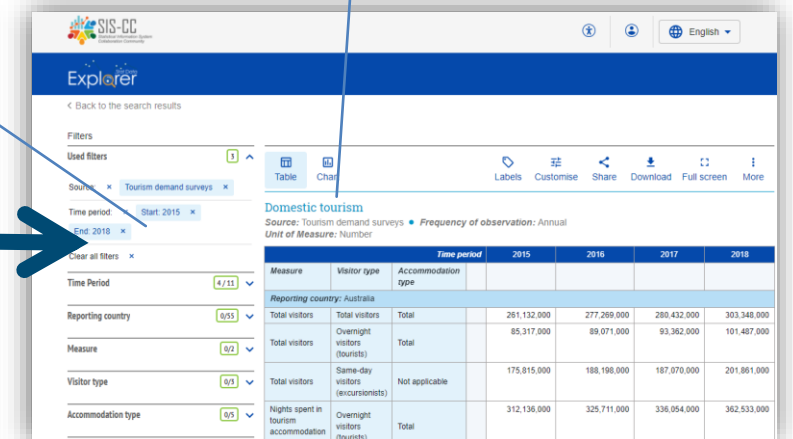 SIS-CC
Statistical Information System
Collaboration Community
English
.Stat Suite
Explorer
< Back to the search results
Filters
Used filters 3
Source: × Tourism demand surveys ×
Time period: × Start: 2015 ×
End: 2018 ×
Clear all filters ×
Time Period 4/11
Reporting country 0/55
Measure 0/2
Visitor type 0/3
Accommodation type 0/5
Table Chart Labels Customise Share Download Full screen More
Domestic tourism
Source: Tourism demand surveys • Frequency of observation: Annual
Unit of Measure: Number
Time period 2015 2016 2017 2018
Measure Visitor type Accommodation type
Reporting country: Australia
Total visitors Total visitors Total 261,132,000 277,269,000 280,432,000 303,348,000
Total visitors Overnight visitors (tourists) Total 85,317,000 89,071,000 93,362,000 101,487,000
Total visitors Same-day visitors (excursionists) Not applicable 175,815,000 188,198,000 187,070,000 201,861,000
Nights spent in tourism accommodation Overnight visitors (tourists) Total 312,136,000 325,711,000 336,054,000 362,533,000